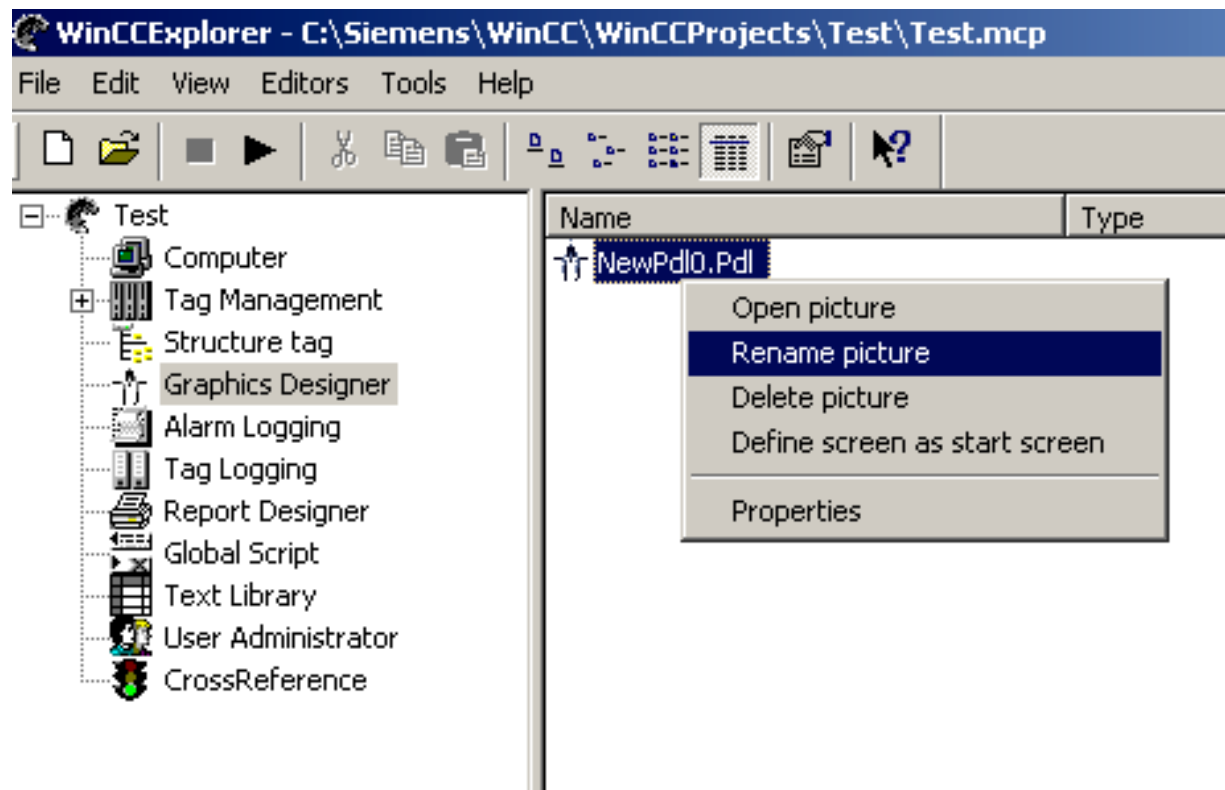 WinCCExplorer - C:\Siemens\WinCC\WinCCProjects\Test\Test.mcp
File Edit View Editors Tools Help
Test
Computer
Tag Management
Structure tag
Graphics Designer
Alarm Logging
Tag Logging
Report Designer
Global Script
Text Library
User Administrator
CrossReference
Name Type
NewPdl0.Pdl
Open picture
Rename picture
Delete picture
Define screen as start screen
Properties